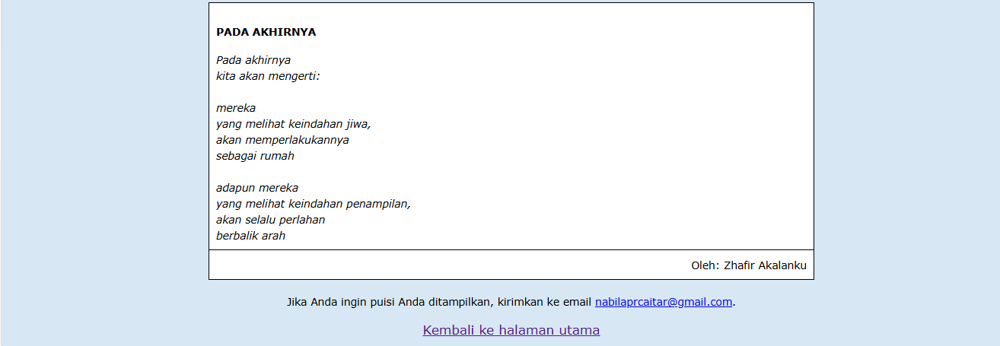 PADA AKHIRNYA
Pada akhirnya
kita akan mengerti:
mereka
yang melihat keindahan jiwa,
akan memperlakukannya
sebagai rumah
adapun mereka
yang melihat keindahan penampilan,
akan selalu perlahan
berbalik arah
Oleh: Zhafir Akalanku
Jika Anda ingin puisi Anda ditampilkan, kirimkan ke email nabilaprcaitar@gmail.com.
Kembali ke halaman utama